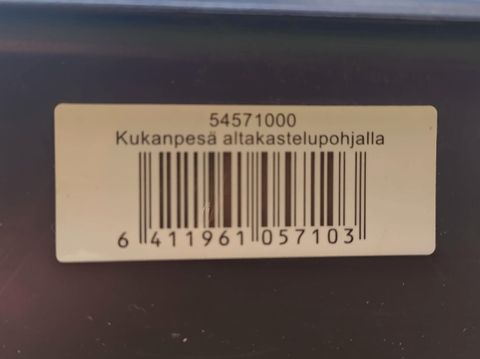 54571000
Kukanpesä altakastelupohjalla
6 411961 057103